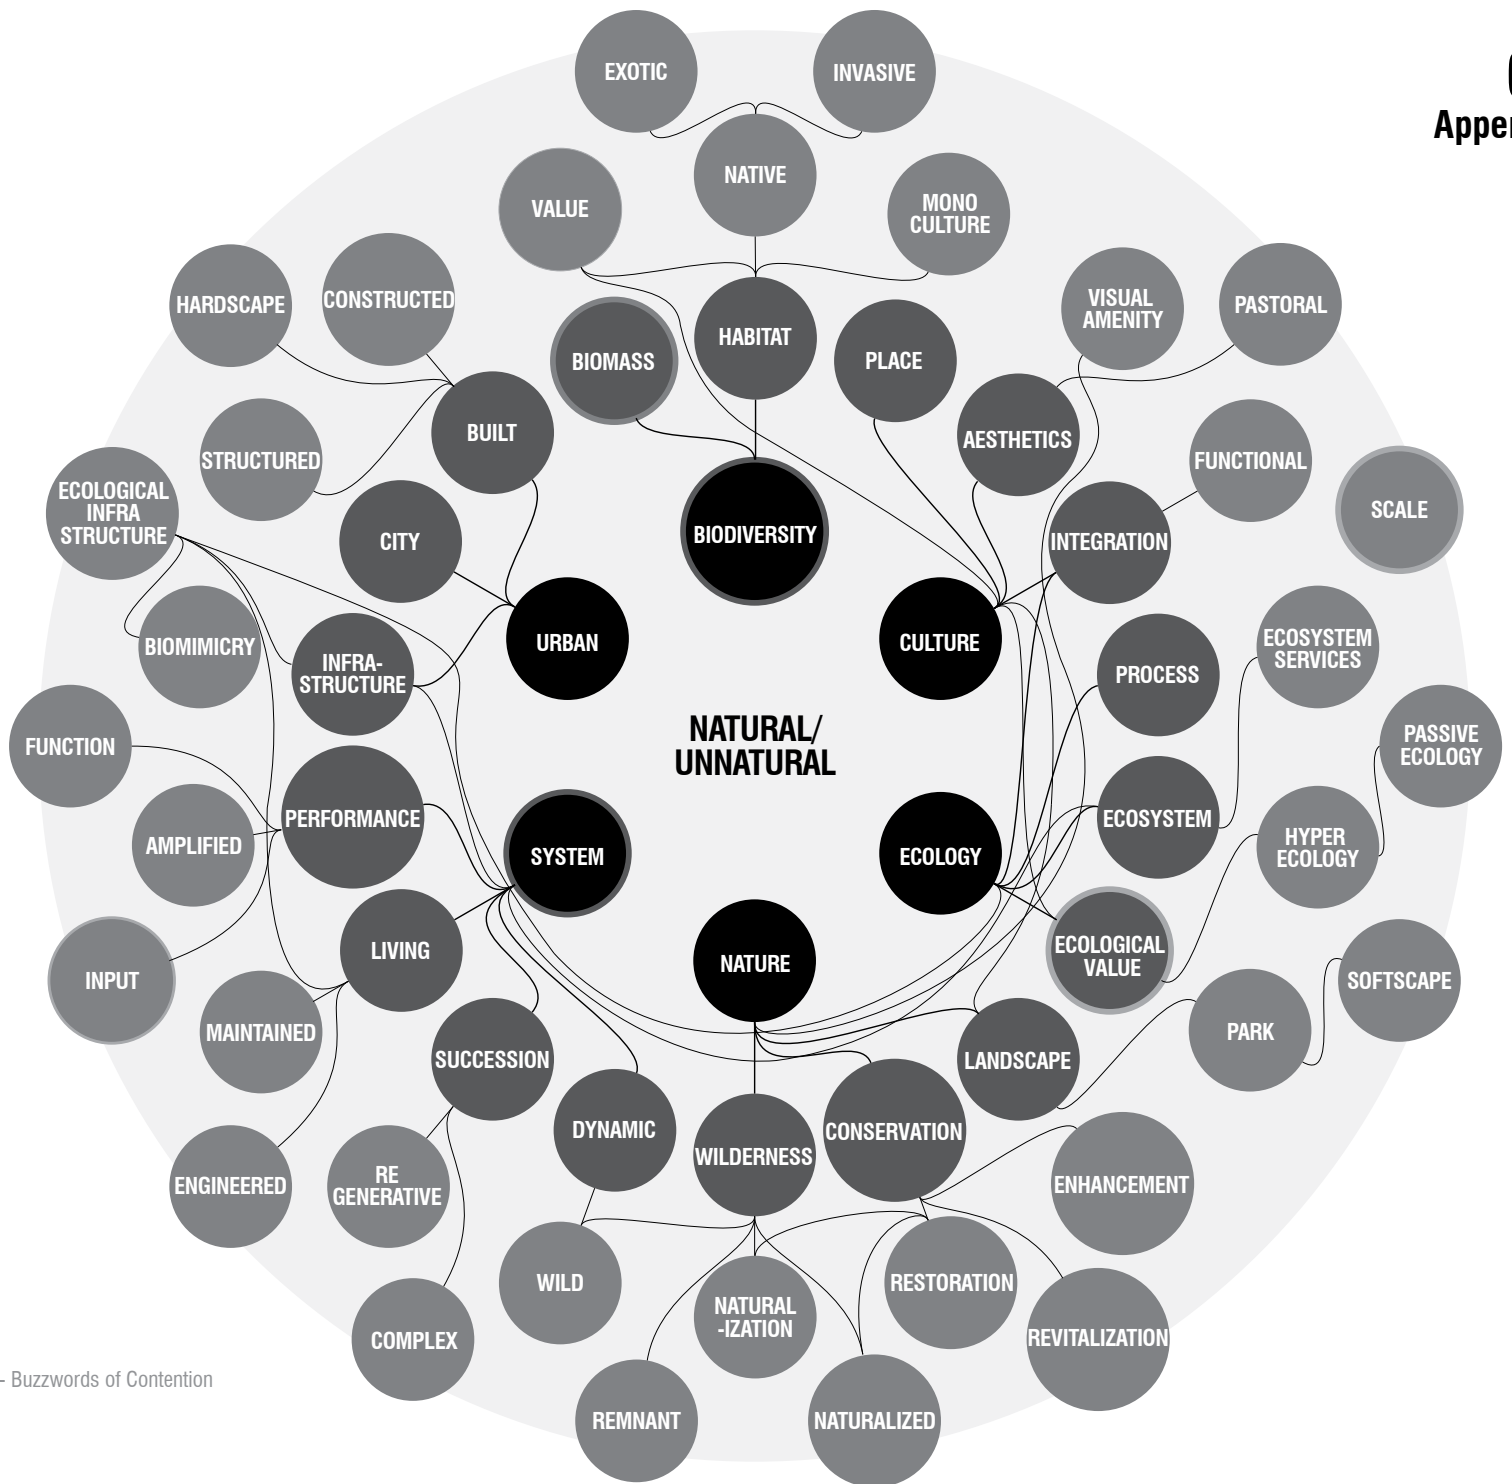 EXOTIC
INVASIVE
Apper
NATIVE
VALUE
MONO
CULTURE
HARDSCAPE
CONSTRUCTED
VISUAL
AMENITY
PASTORAL
BIOMASS
HABITAT
PLACE
BUILT
AESTHETICS
STRUCTURED
FUNCTIONAL
ECOLOGICAL
INFRA
STRUCTURE
SCALE
CITY
BIODIVERSITY
INTEGRATION
BIOMIMICRY
URBAN
CULTURE
ECOSYSTEM
SERVICES
INFRA-
STRUCTURE
PROCESS
FUNCTION
NATURAL/
UNNATURAL
PASSIVE
ECOLOGY
PERFORMANCE
ECOSYSTEM
AMPLIFIED
SYSTEM
ECOLOGY
HYPER
ECOLOGY
LIVING
NATURE
ECOLOGICAL
VALUE
INPUT
SOFTSCAPE
MAINTAINED
PARK
SUCCESSION
LANDSCAPE
DYNAMIC
WILDERNESS
CONSERVATION
ENGINEERED
RE
GENERATIVE
ENHANCEMENT
WILD
NATURAL
-IZATION
RESTORATION
COMPLEX
REVITALIZATION
- Buzzwords of Contention
REMNANT
NATURALIZED